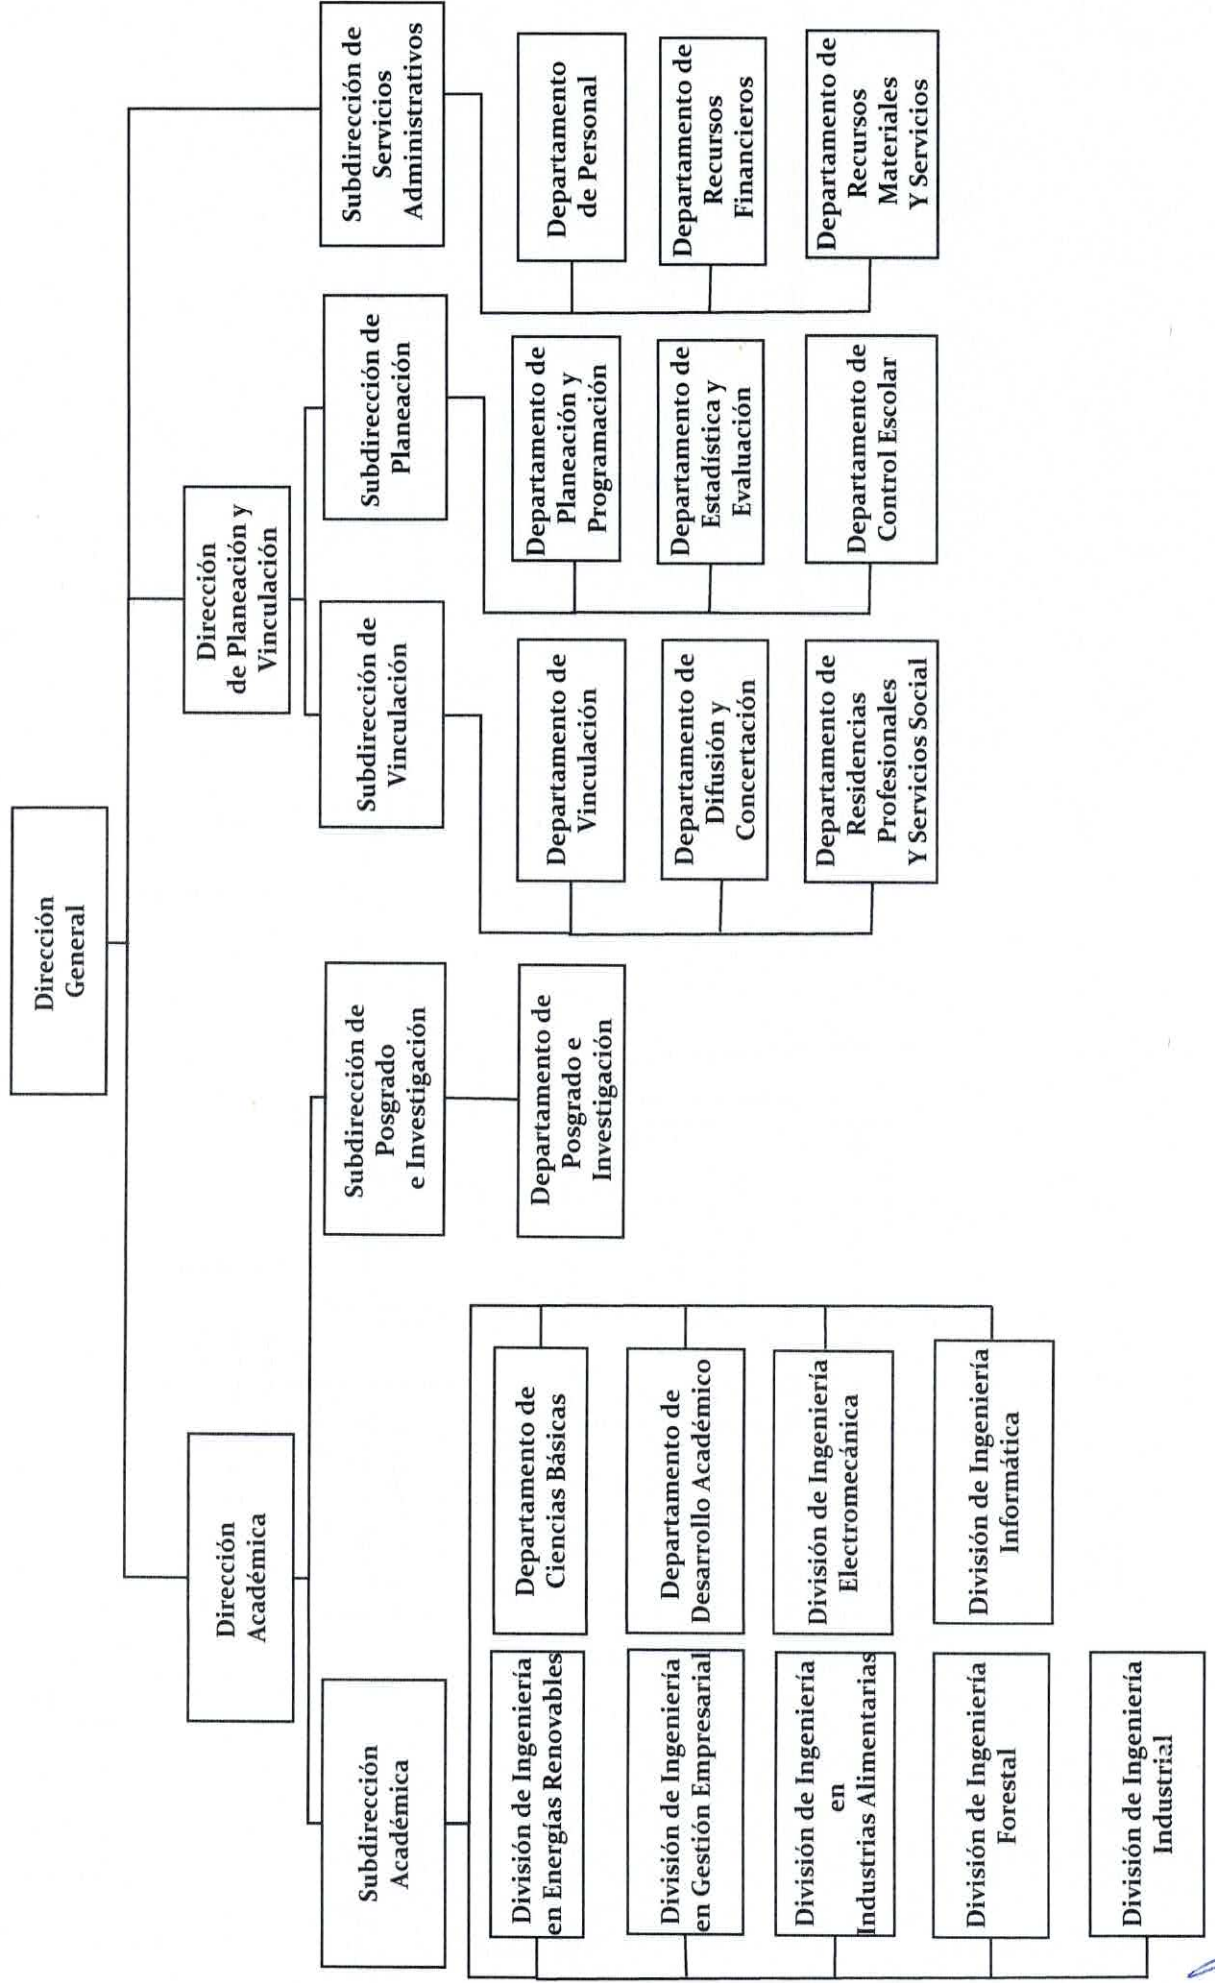 Dirección
General
Dirección
Académica
Dirección
de Planeación y
Vinculación
Subdirección
Académica
Subdirección de
Posgrado
e Investigación
Subdirección de
Vinculación
Subdirección de
Planeación
Subdirección de
Servicios
Administrativos
División de Ingeniería
en Energías Renovables
División de Ingeniería
en Gestión Empresarial
División de Ingeniería
en
Industrias Alimentarias
División de Ingeniería
Forestal
División de Ingeniería
Industrial
Departamento de
Ciencias Básicas
Departamento de
Desarrollo Académico
División de Ingeniería
Electromecánica
División de Ingeniería
Informática
Departamento de
Posgrado e
Investigación
Departamento de
Vinculación
Departamento de
Difusión y
Concertación
Departamento de
Residencias
Profesionales
Y Servicios Social
Departamento de
Planeación y
Programación
Departamento de
Estadística y
Evaluación
Departamento de
Control Escolar
Departamento
de Personal
Departamento de
Recursos
Financieros
Departamento de
Recursos
Materiales
Y Servicios